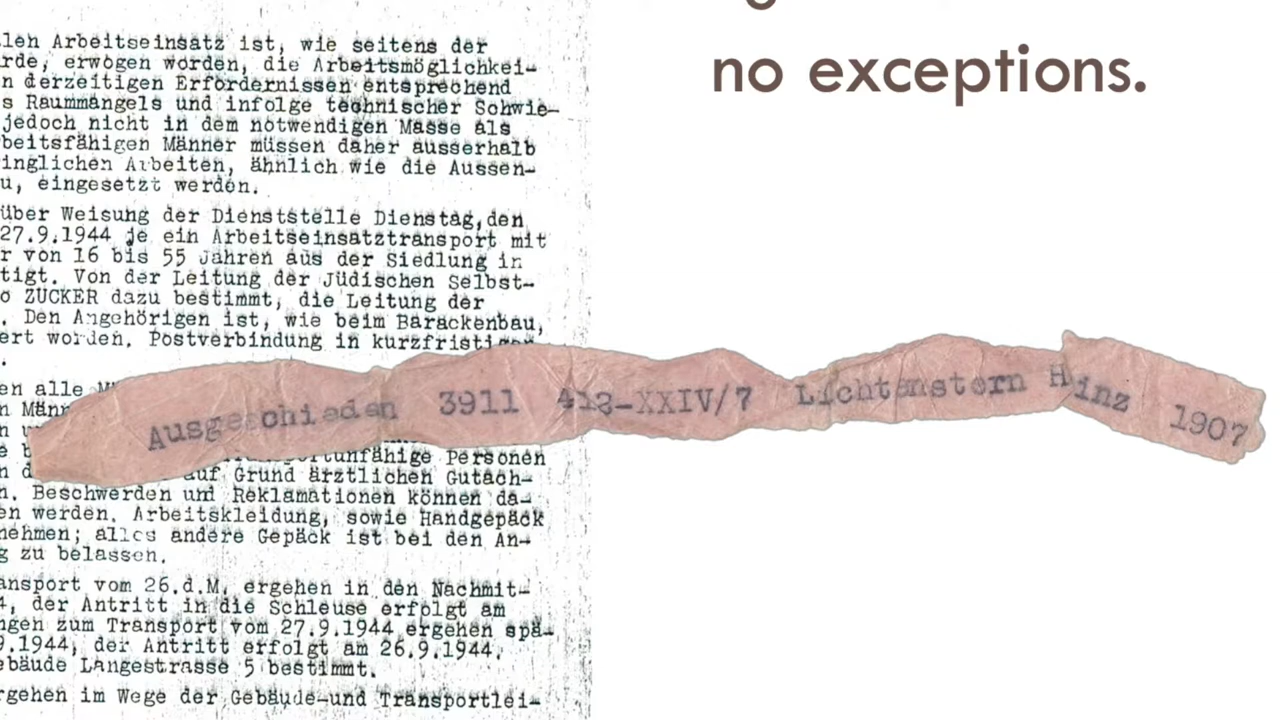 no exceptions.
len Arbeitseinsatz ist, wie seitens der
rde, erwogen worden, die Arbeitsmöglichkei-
n derzeitigen Erfordernissen entsprechend
s Raummangels und infolge technischer Schwie-
jedoch nicht in dem notwendigen Masse als
beitsfähigen Männer müssen daher ausserhalb
inglichen Arbeiten, ähnlich wie die Aussen-
u, eingesetzt werden.
über Weisung der Dienststelle Dienstag,den
27.9.1944 je ein Arbeitseinsatztransport mit
r von 16 bis 55 Jahren aus der Siedlung in
tigt. Von der Leitung der Jüdischen Selbst-
o ZUCKER dazu bestimmt, die Leitung der
. Den Angehörigen ist, wie beim Barackenbau,
ert worden. Postverbindung in kurzfristigen
en alle
n Männ
Ausgeschieden 3911 412-XXIV/7 Lichtenstern Hinz 1907
unfähige Personen
auf Grund ärztlichen Gutach-
n. Beschwerden und Reklamationen können da-
en werden. Arbeitskleidung, sowie Handgepäck
nehmen; alles andere Gepäck ist bei den An-
g zu belassen.
ansport vom 26.d.M. ergehen in den Nachmit-
4, der Antritt in die Schleuse erfolgt am
ngen zum Transport vom 27.9.1944 ergehen spä-
9.1944, der Antritt erfolgt am 26.9.1944.
ebäude Langestrasse 5 bestimmt.
rgehen im Wege der Gebäude-und Transportlei-